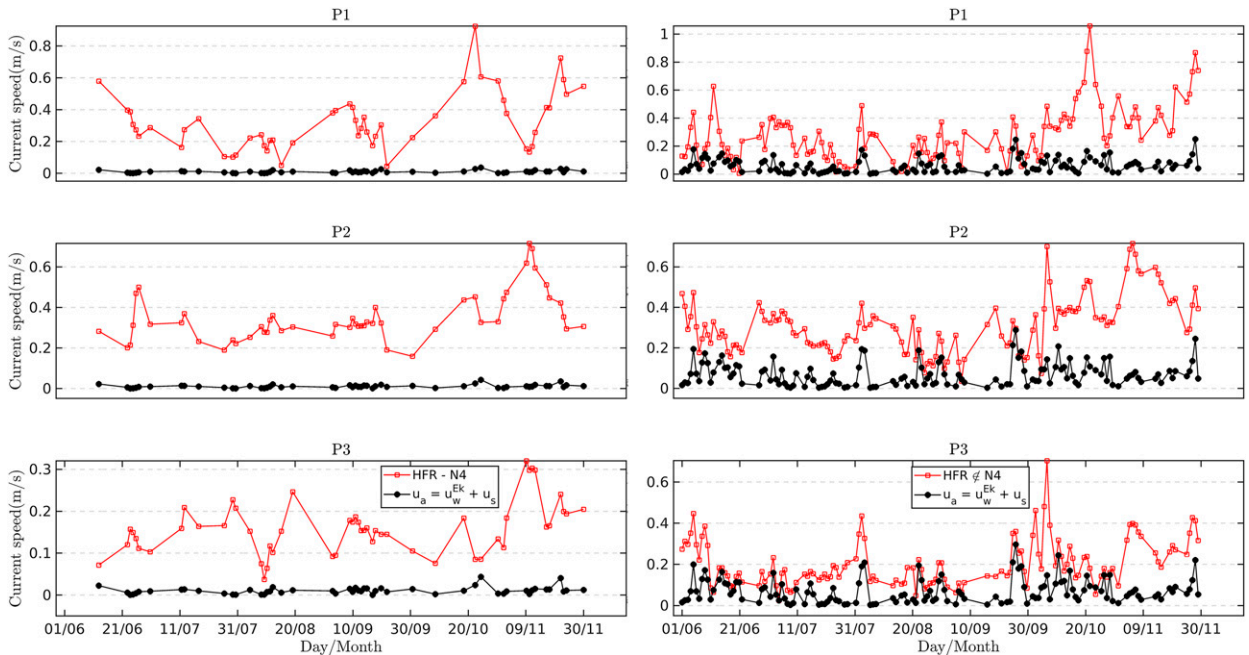 P1
Current speed(m/s)
0.8
0.6
0.4
0.2
0
P1
1
0.8
0.6
0.4
0.2
0
P2
Current speed(m/s)
0.6
0.4
0.2
0
P2
0.6
0.4
0.2
0
P3
Current speed(m/s)
0.3
0.2
0.1
0
HFR - N4
u_a = u_w^Ek + u_s
01/06 21/06 11/07 31/07 20/08 10/09 30/09 20/10 09/11 30/11
Day/Month
P3
0.6
0.4
0.2
0
HFR ⊄ N4
u_a = u_w^Ek + u_s
01/06 21/06 11/07 31/07 20/08 10/09 30/09 20/10 09/11 30/11
Day/Month